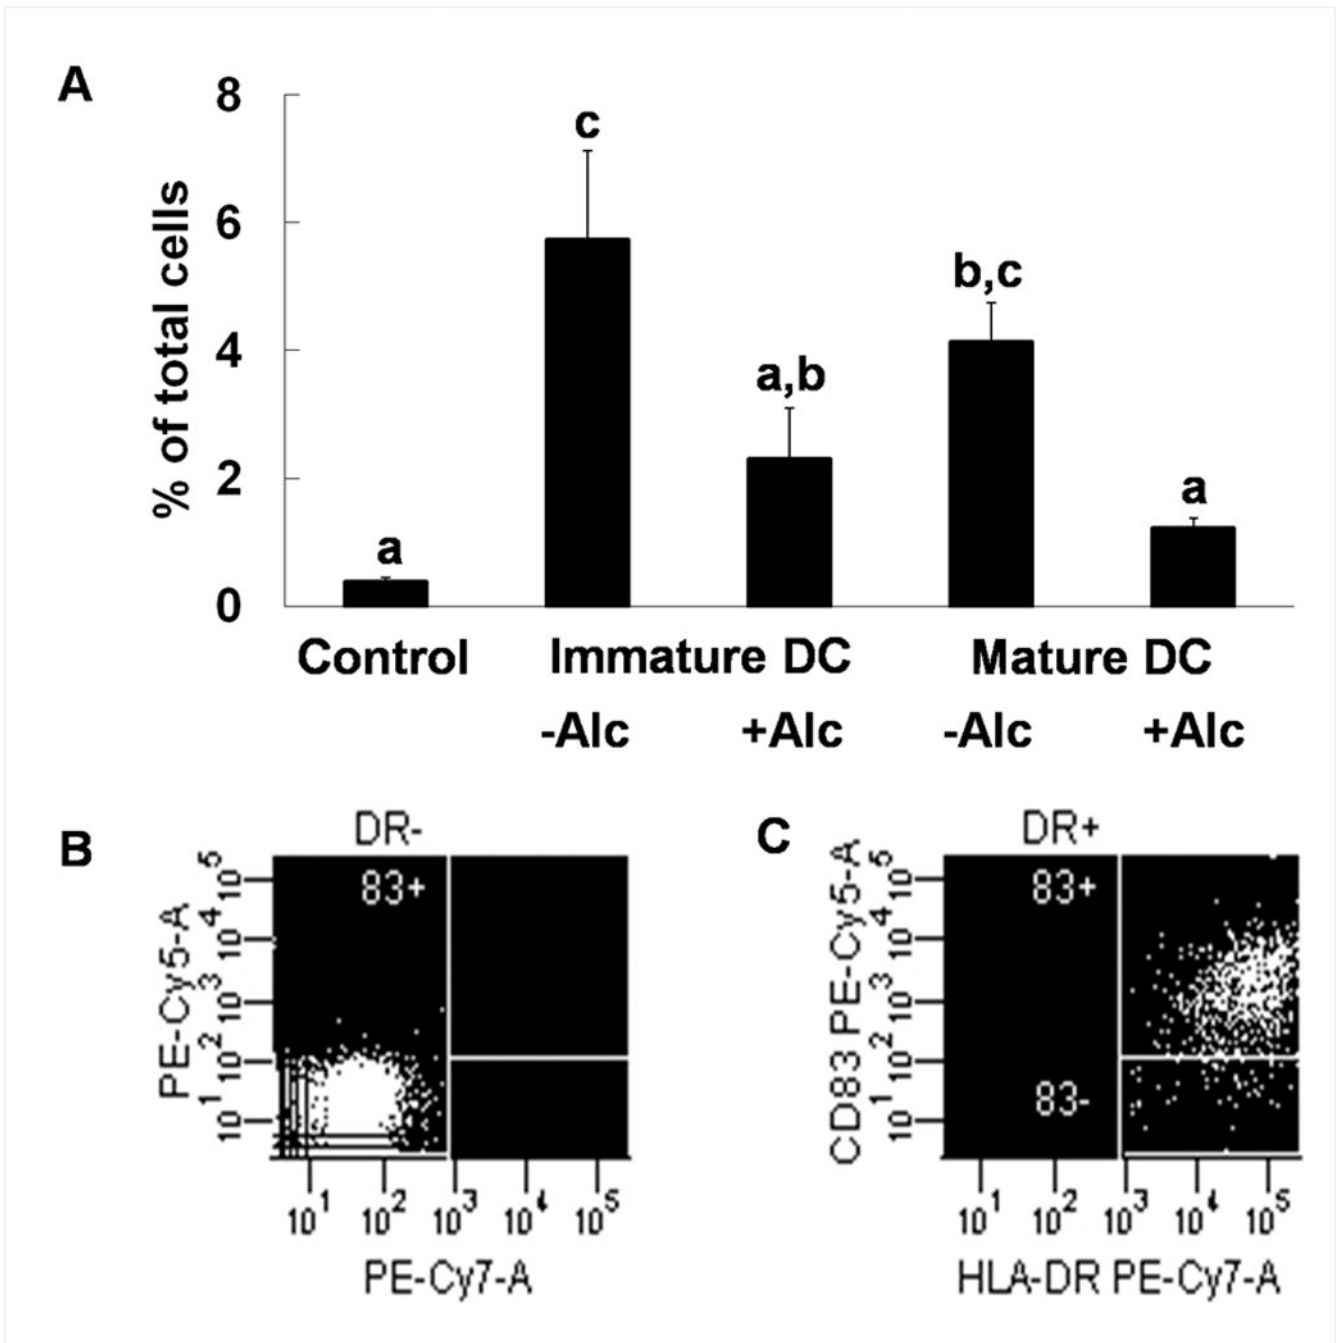 A
8
6
4
2
0
% of total cells
a
c
a,b
b,c
a
Control
Immature DC
Mature DC
-Alc
+Alc
-Alc
+Alc
B
DR-
83+
PE-Cy5-A
10^5
10^4
10^3
10^2
10^1
10^1 10^2 10^3 10^4 10^5
PE-Cy7-A
C
DR+
83+
83-
CD83 PE-Cy5-A
10^5
10^4
10^3
10^2
10^1
10^1 10^2 10^3 10^4 10^5
HLA-DR PE-Cy7-A